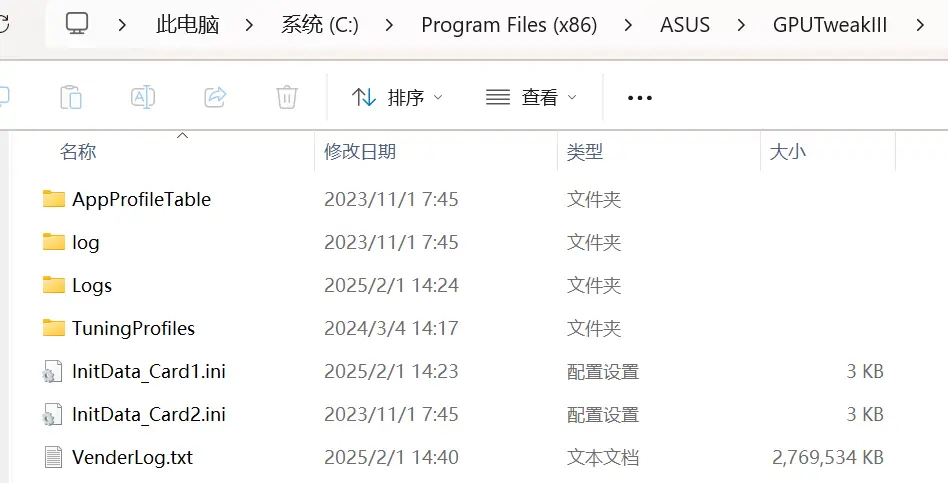 此电脑 系统 (C:) Program Files (x86) ASUS GPUTweakIII
排序 查看
名称 修改日期 类型 大小
AppProfileTable 2023/11/1 7:45 文件夹
log 2023/11/1 7:45 文件夹
Logs 2025/2/1 14:24 文件夹
TuningProfiles 2024/3/4 14:17 文件夹
InitData_Card1.ini 2025/2/1 14:23 配置设置 3 KB
InitData_Card2.ini 2023/11/1 7:45 配置设置 3 KB
VenderLog.txt 2025/2/1 14:40 文本文档 2,769,534 KB